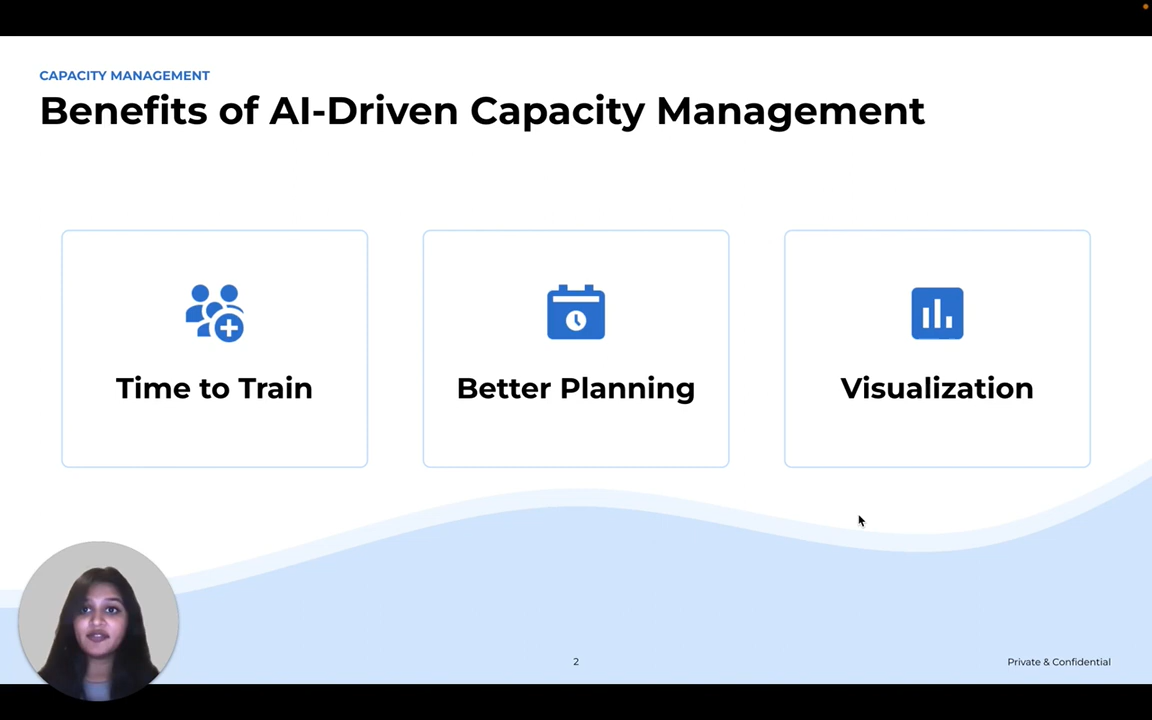 CAPACITY MANAGEMENT
Benefits of AI-Driven Capacity Management
Time to Train
Better Planning
Visualization
2
Private & Confidential